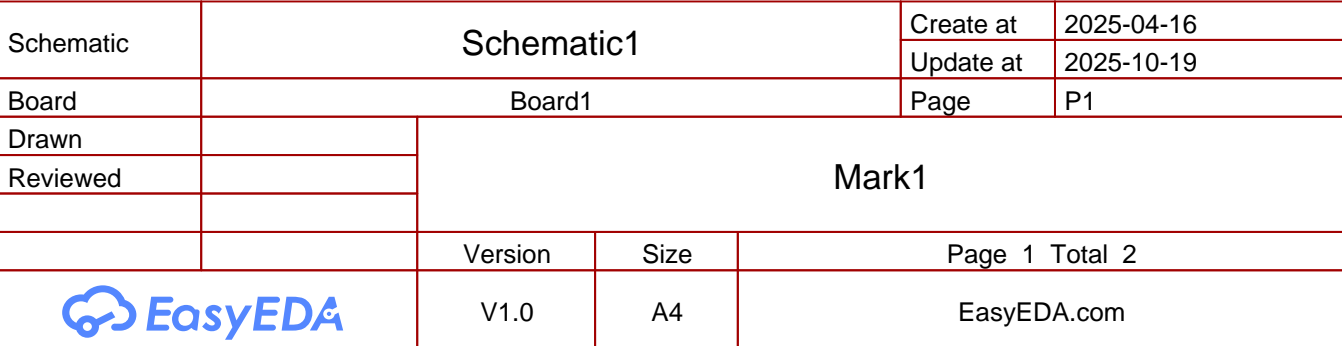 Schematic
Schematic1
Create at
2025-04-16
Update at
2025-10-19
Board
Board1
Page
P1
Drawn
Reviewed
Mark1
Version
Size
Page 1 Total 2
EasyEDA
V1.0
A4
EasyEDA.com